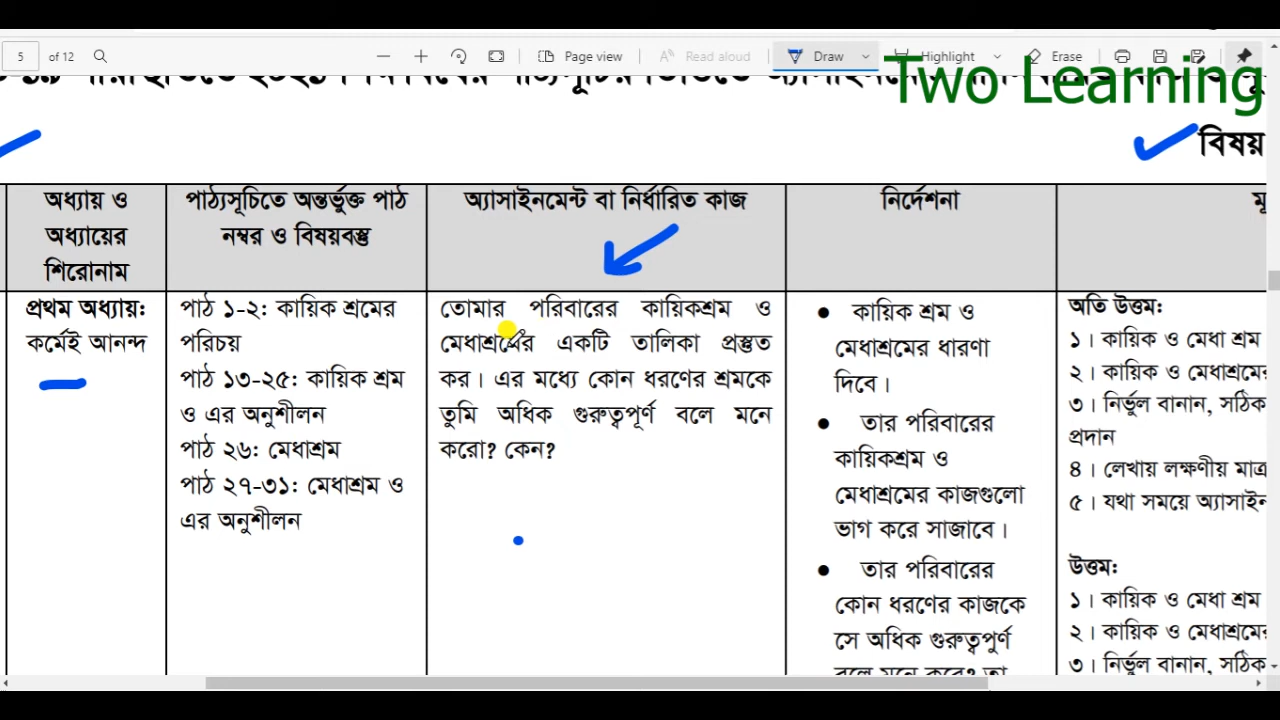 5 of 12
Page view
Read aloud
Draw
Highlight
Erase
Two Learning
বিষয়
অধ্যায় ও
অধ্যায়ের
শিরোনাম
পাঠ্যসূচিতে অন্তর্ভুক্ত পাঠ
নম্বর ও বিষয়বস্তু
অ্যাসাইনমেন্ট বা নির্ধারিত কাজ
নির্দেশনা
প্রথম অধ্যায়:
কর্মেই আনন্দ
পাঠ ১-২: কায়িক শ্রমের
পরিচয়
পাঠ ১৩-২৫: কায়িক শ্রম
ও এর অনুশীলন
পাঠ ২৬: মেধাশ্রম
পাঠ ২৭-৩১: মেধাশ্রম ও
এর অনুশীলন
তোমার পরিবারের কায়িকশ্রম ও
মেধাশ্রমের একটি তালিকা প্রস্তুত
কর। এর মধ্যে কোন ধরণের শ্রমকে
তুমি অধিক গুরুত্বপূর্ণ বলে মনে
করো? কেন?
● কায়িক শ্রম ও
মেধাশ্রমের ধারণা
দিবে।
● তার পরিবারের
কায়িকশ্রম ও
মেধাশ্রমের কাজগুলো
ভাগ করে সাজাবে।
● তার পরিবারের
কোন ধরণের কাজকে
সে অধিক গুরুত্বপুর্ণ
বলে মনে করে? তা
অতি উত্তম:
১। কায়িক ও মেধা শ্রম
২। কায়িক ও মেধাশ্রমের
৩। নির্ভুল বানান, সঠিক
প্রদান
৪। লেখায় লক্ষণীয় মাত্র
৫। যথা সময়ে অ্যাসাইন
উত্তম:
১। কায়িক ও মেধা শ্রম
২। কায়িক ও মেধাশ্রমের
৩। নির্ভুল বানান, সঠিক